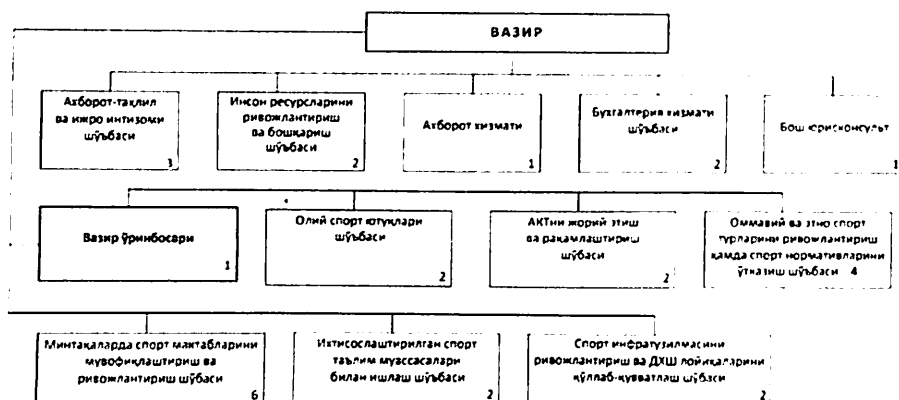 ВАЗИР
Ахборот-таҳлил
ва ижро интизоми
шўъбаси
3
Инсон ресурсларини
ривожлантириш
ва бошқариш
шўъбаси
2
Ахборот хизмати
1
Бухгалтерия хизмати
шўъбаси
2
Бош юрисконсульт
1
Вазир ўринбосари
1
Олий спорт ютуқлари
шўъбаси
2
АКТни жорий этиш
ва рақамлаштириш
шўбаси
2
Оммавий ва этно спорт
турларини ривожлантириш
ҳамда спорт нормативларини
ўтказиш шўъбаси 4
Минтақаларда спорт мактабларини
мувофиқлаштириш ва
ривожлантириш шўбаси
6
Ихтисослаштирилган спорт
таълим муассасалари
билан ишлаш шўъбаси
2
Спорт инфратузилмасини
ривожлантириш ва ДХШ лойиҳаларини
қўллаб-қувватлаш шўбаси
2